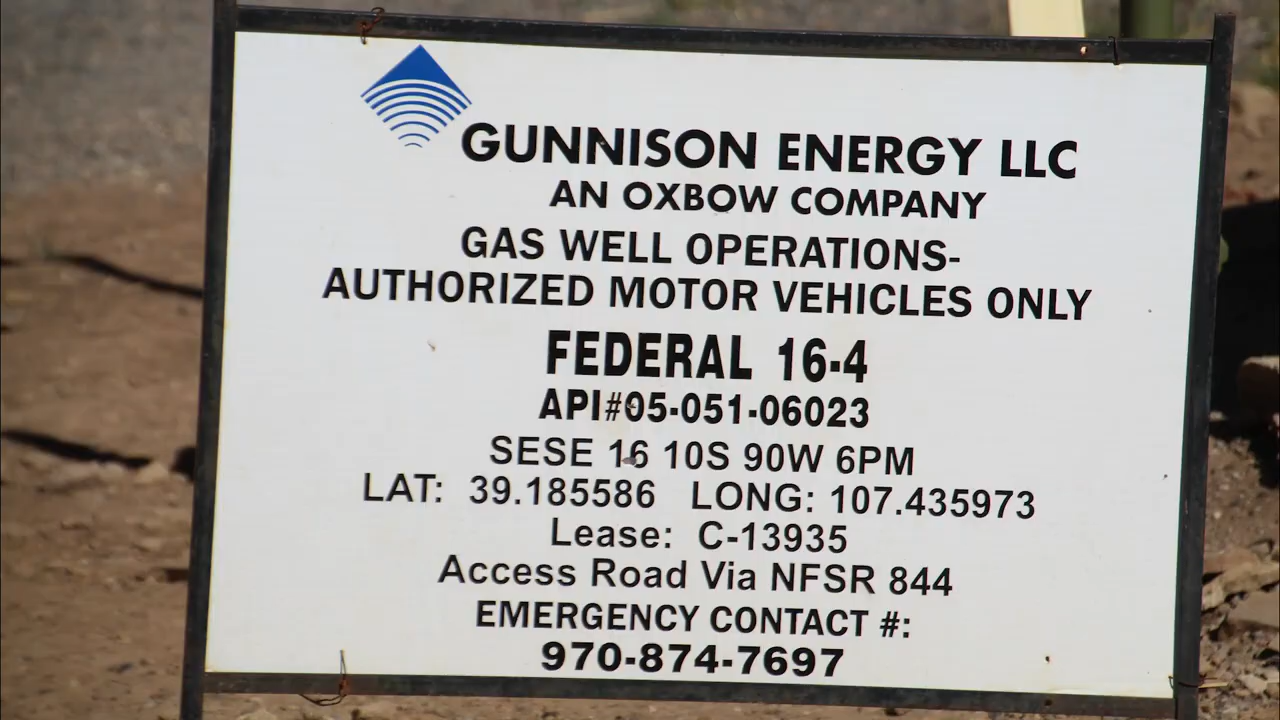 GUNNISON ENERGY LLC
AN OXBOW COMPANY
GAS WELL OPERATIONS-
AUTHORIZED MOTOR VEHICLES ONLY
FEDERAL 16-4
API#05-051-06023
SESE 16 10S 90W 6PM
LAT: 39.185586 LONG: 107.435973
Lease: C-13935
Access Road Via NFSR 844
EMERGENCY CONTACT #:
970-874-7697